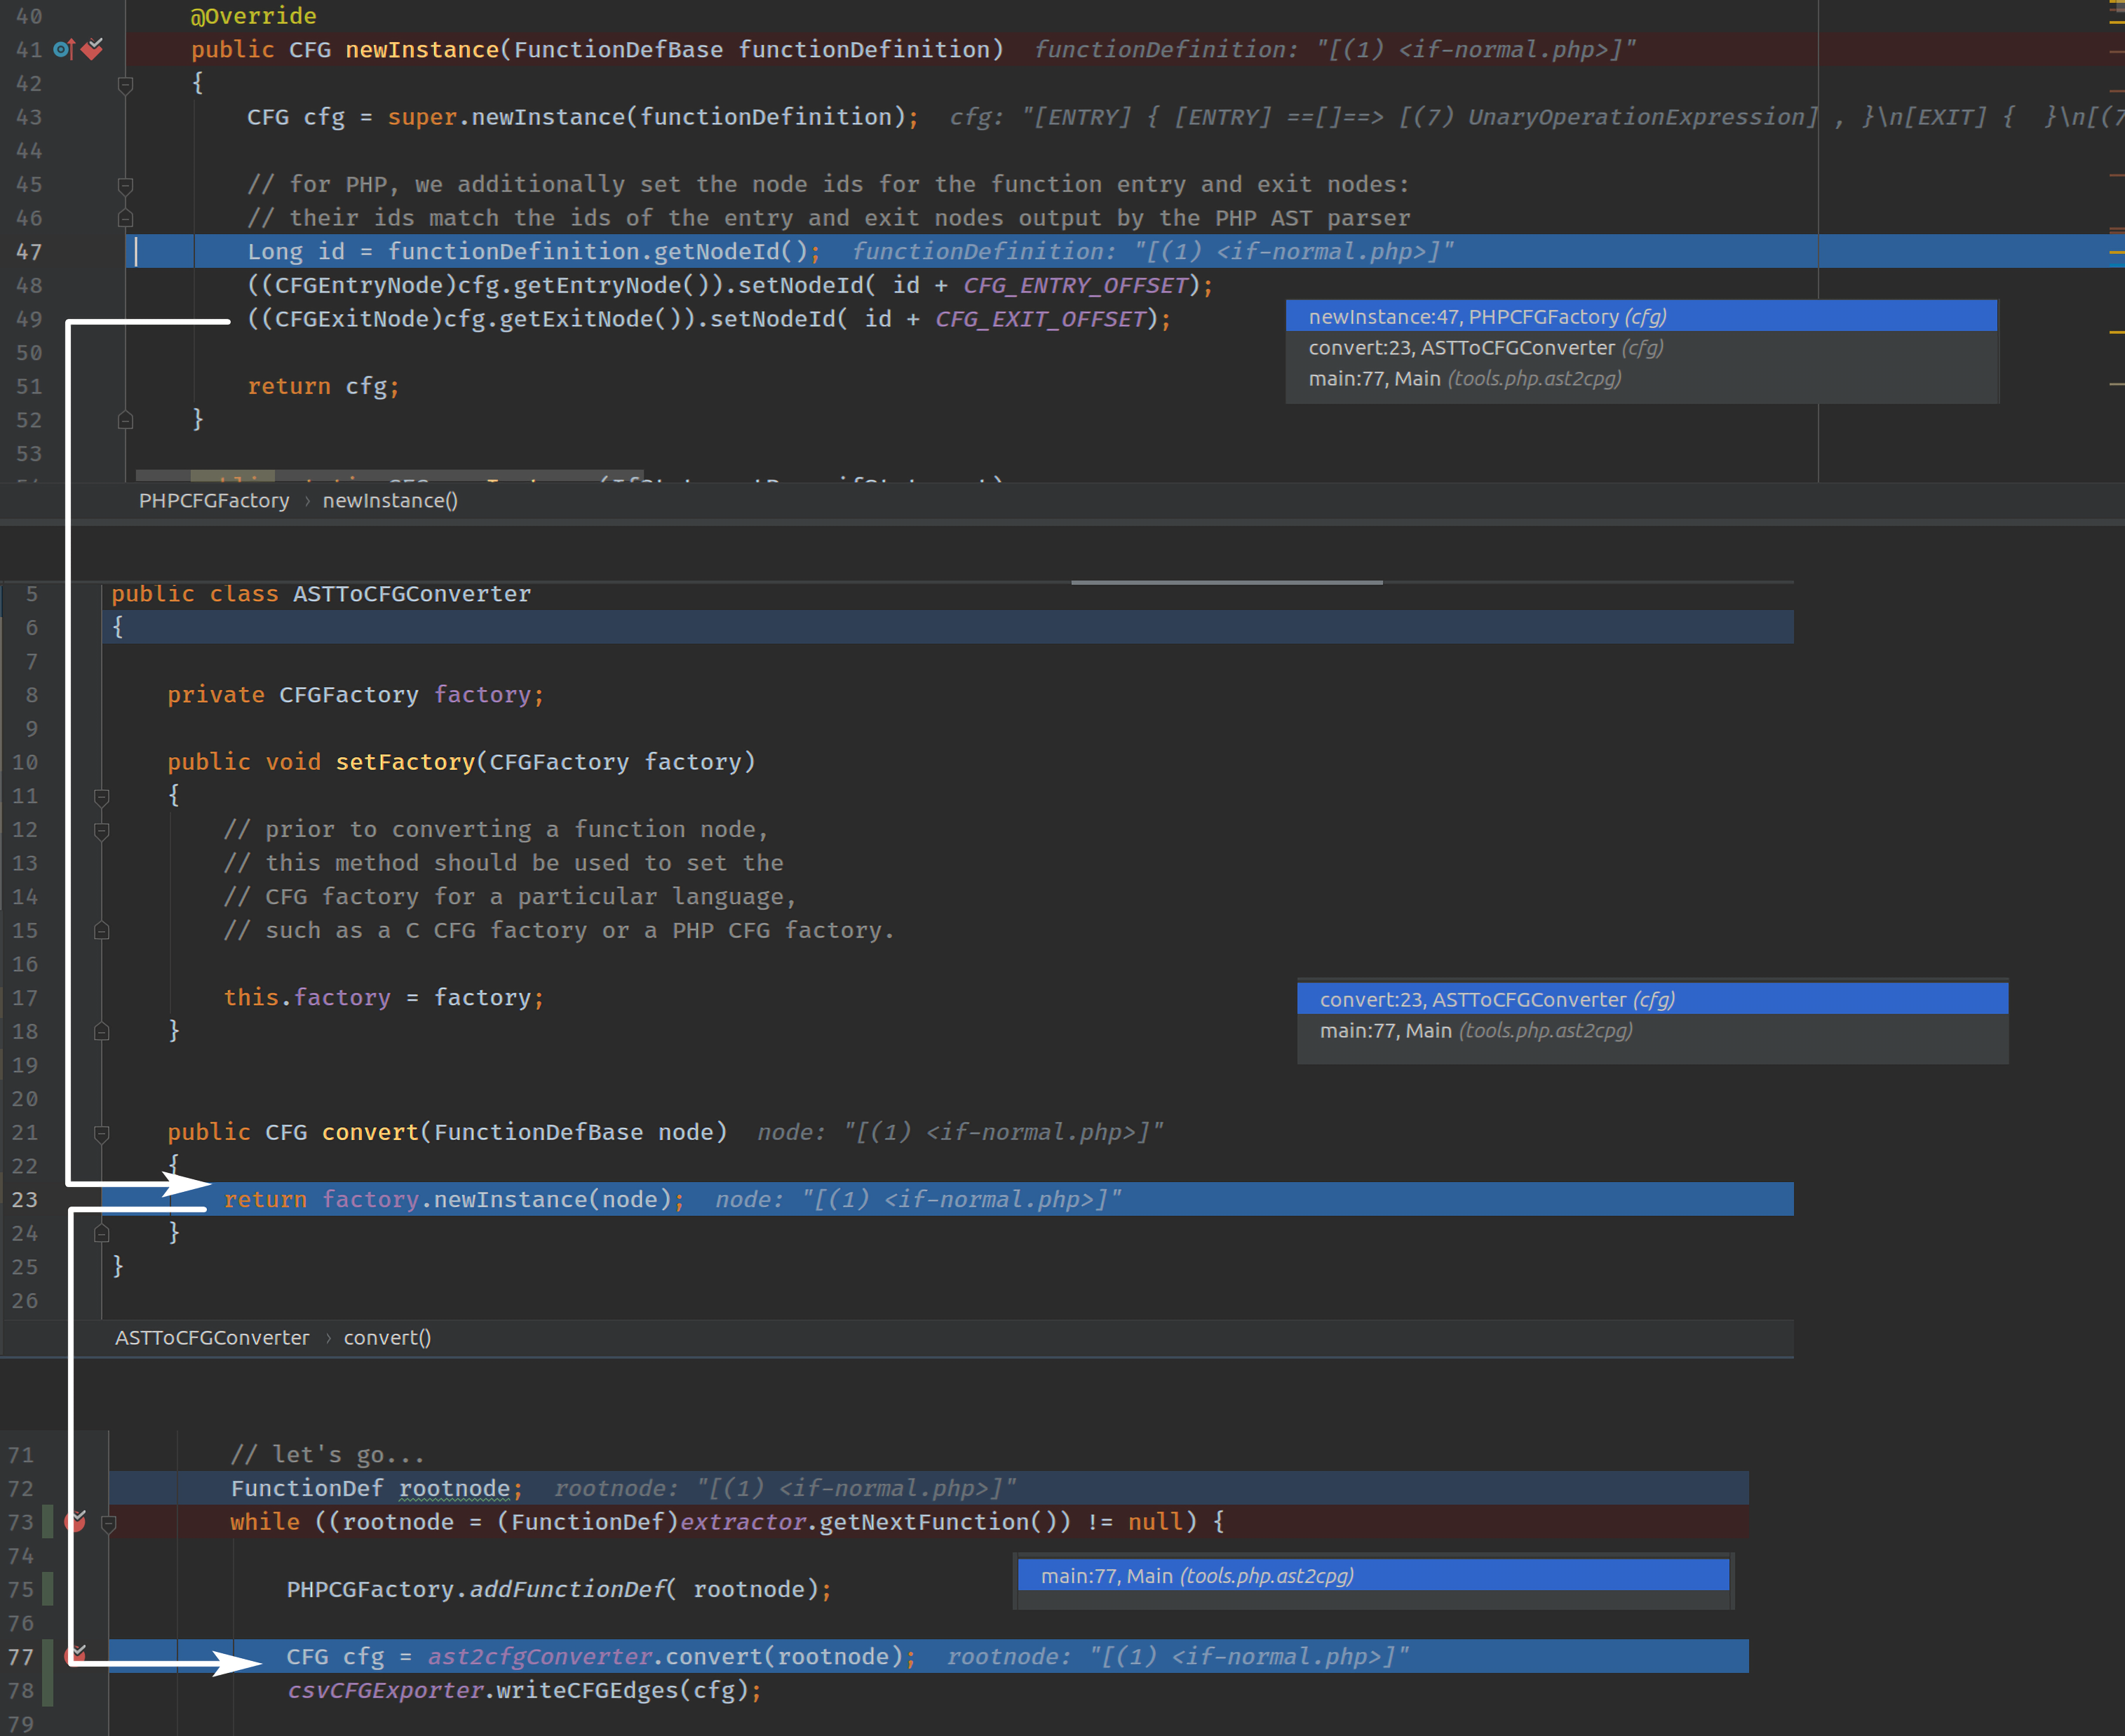 40 @Override
41 public CFG newInstance(FunctionDefBase functionDefinition) functionDefinition: "[(1) <if-normal.php>]"
42 {
43 CFG cfg = super.newInstance(functionDefinition); cfg: "[ENTRY] { [ENTRY] ==[]==> [(7) UnaryOperationExpression] , }\n[EXIT] { }\n[(7
44
45 // for PHP, we additionally set the node ids for the function entry and exit nodes:
46 // their ids match the ids of the entry and exit nodes output by the PHP AST parser
47 Long id = functionDefinition.getNodeId(); functionDefinition: "[(1) <if-normal.php>]"
48 ((CFGEntryNode)cfg.getEntryNode()).setNodeId( id + CFG_ENTRY_OFFSET);
49 ((CFGExitNode)cfg.getExitNode()).setNodeId( id + CFG_EXIT_OFFSET);
newInstance:47, PHPCFGFactory (cfg)
convert:23, ASTToCFGConverter (cfg)
main:77, Main (tools.php.ast2cpg)
50
51 return cfg;
52 }
53
PHPCFGFactory › newInstance()
5 public class ASTToCFGConverter
6 {
7
8 private CFGFactory factory;
9
10 public void setFactory(CFGFactory factory)
11 {
12 // prior to converting a function node,
13 // this method should be used to set the
14 // CFG factory for a particular language,
15 // such as a C CFG factory or a PHP CFG factory.
16
17 this.factory = factory;
18 }
convert:23, ASTToCFGConverter (cfg)
main:77, Main (tools.php.ast2cpg)
19
20
21 public CFG convert(FunctionDefBase node) node: "[(1) <if-normal.php>]"
22 {
23 return factory.newInstance(node); node: "[(1) <if-normal.php>]"
24 }
25 }
26
ASTToCFGConverter › convert()
71 // let's go...
72 FunctionDef rootnode; rootnode: "[(1) <if-normal.php>]"
73 while ((rootnode = (FunctionDef)extractor.getNextFunction()) != null) {
74
main:77, Main (tools.php.ast2cpg)
75 PHPCGFactory.addFunctionDef( rootnode);
76
77 CFG cfg = ast2cfgConverter.convert(rootnode); rootnode: "[(1) <if-normal.php>]"
78 csvCFGExporter.writeCFGEdges(cfg);
79